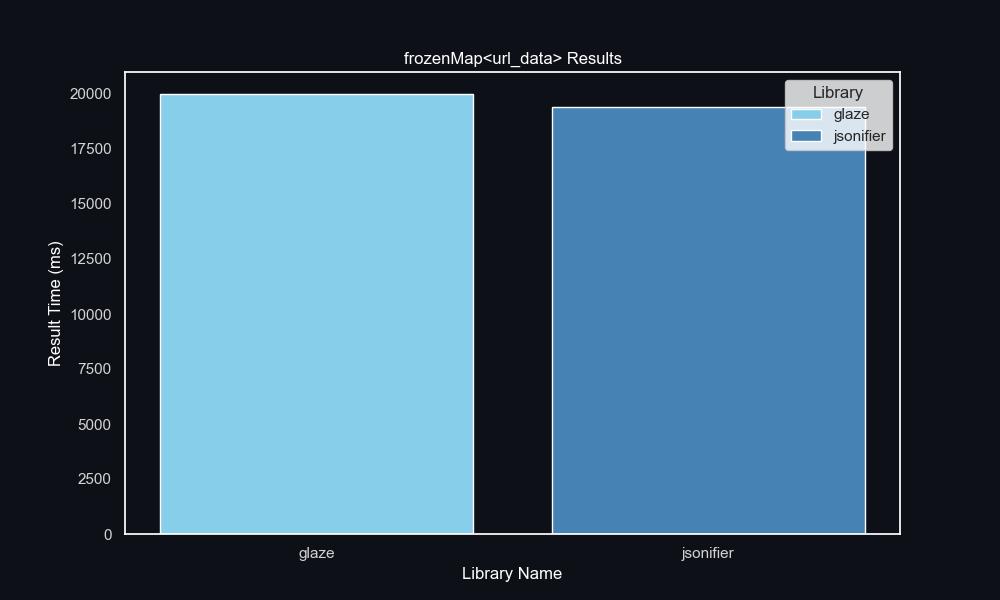 frozenMap<url_data> Results
Library
glaze
jsonifier
20000
17500
15000
12500
10000
7500
5000
2500
0
Result Time (ms)
glaze
jsonifier
Library Name